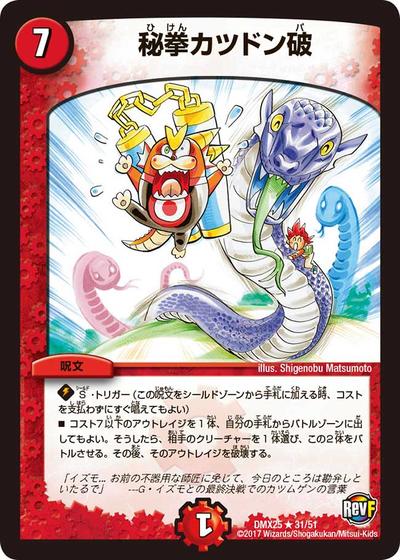 7
ひけん パ
秘拳カツドン破
illus. Shigenobu Matsumoto
呪文
S・トリガー(この呪文をシールドゾーンから手札に加える時、コスト
を支払わずにすぐ唱えてもよい)
■ コスト7以下のアウトレイジを1体、自分の手札からバトルゾーンに出
してもよい。そうしたら、相手のクリーチャーを1体選び、この2体をバ
トルさせる。その後、そのアウトレイジを破壊する。
「イズモ... お前の不器用な師匠に免じて、今日のところは勘弁しと
いたるで」 ---G・イズモとの最終決戦でのカツムゲンの言葉
1
DMX25 ★ 31/51
©2017 Wizards/Shogakukan/Mitsui-Kids
RevF